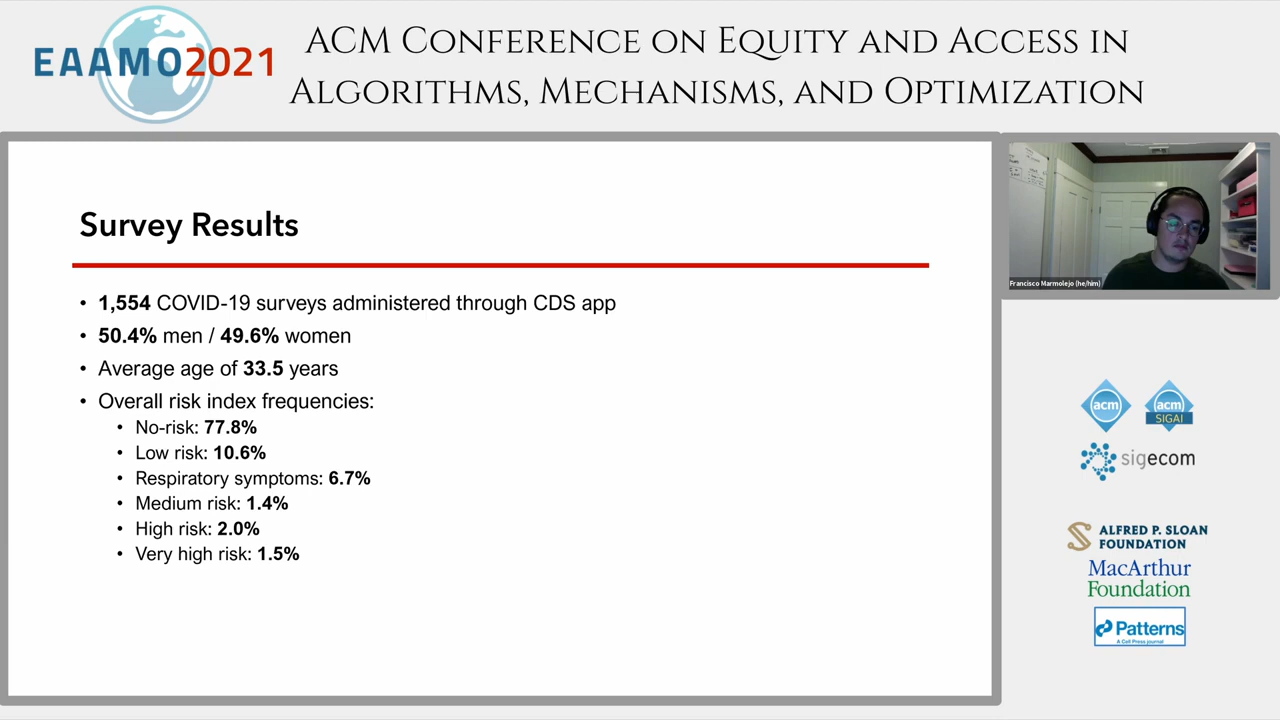 EAAMO2021
ACM Conference on Equity and Access in
Algorithms, Mechanisms, and Optimization
Survey Results
• 1,554 COVID-19 surveys administered through CDS app
• 50.4% men / 49.6% women
• Average age of 33.5 years
• Overall risk index frequencies:
• No-risk: 77.8%
• Low risk: 10.6%
• Respiratory symptoms: 6.7%
• Medium risk: 1.4%
• High risk: 2.0%
• Very high risk: 1.5%
Francisco Marmolejo (he/him)
acm
acm
SIGAI
sigecom
ALFRED P. SLOAN
FOUNDATION
MacArthur
Foundation
Patterns
A Cell Press journal